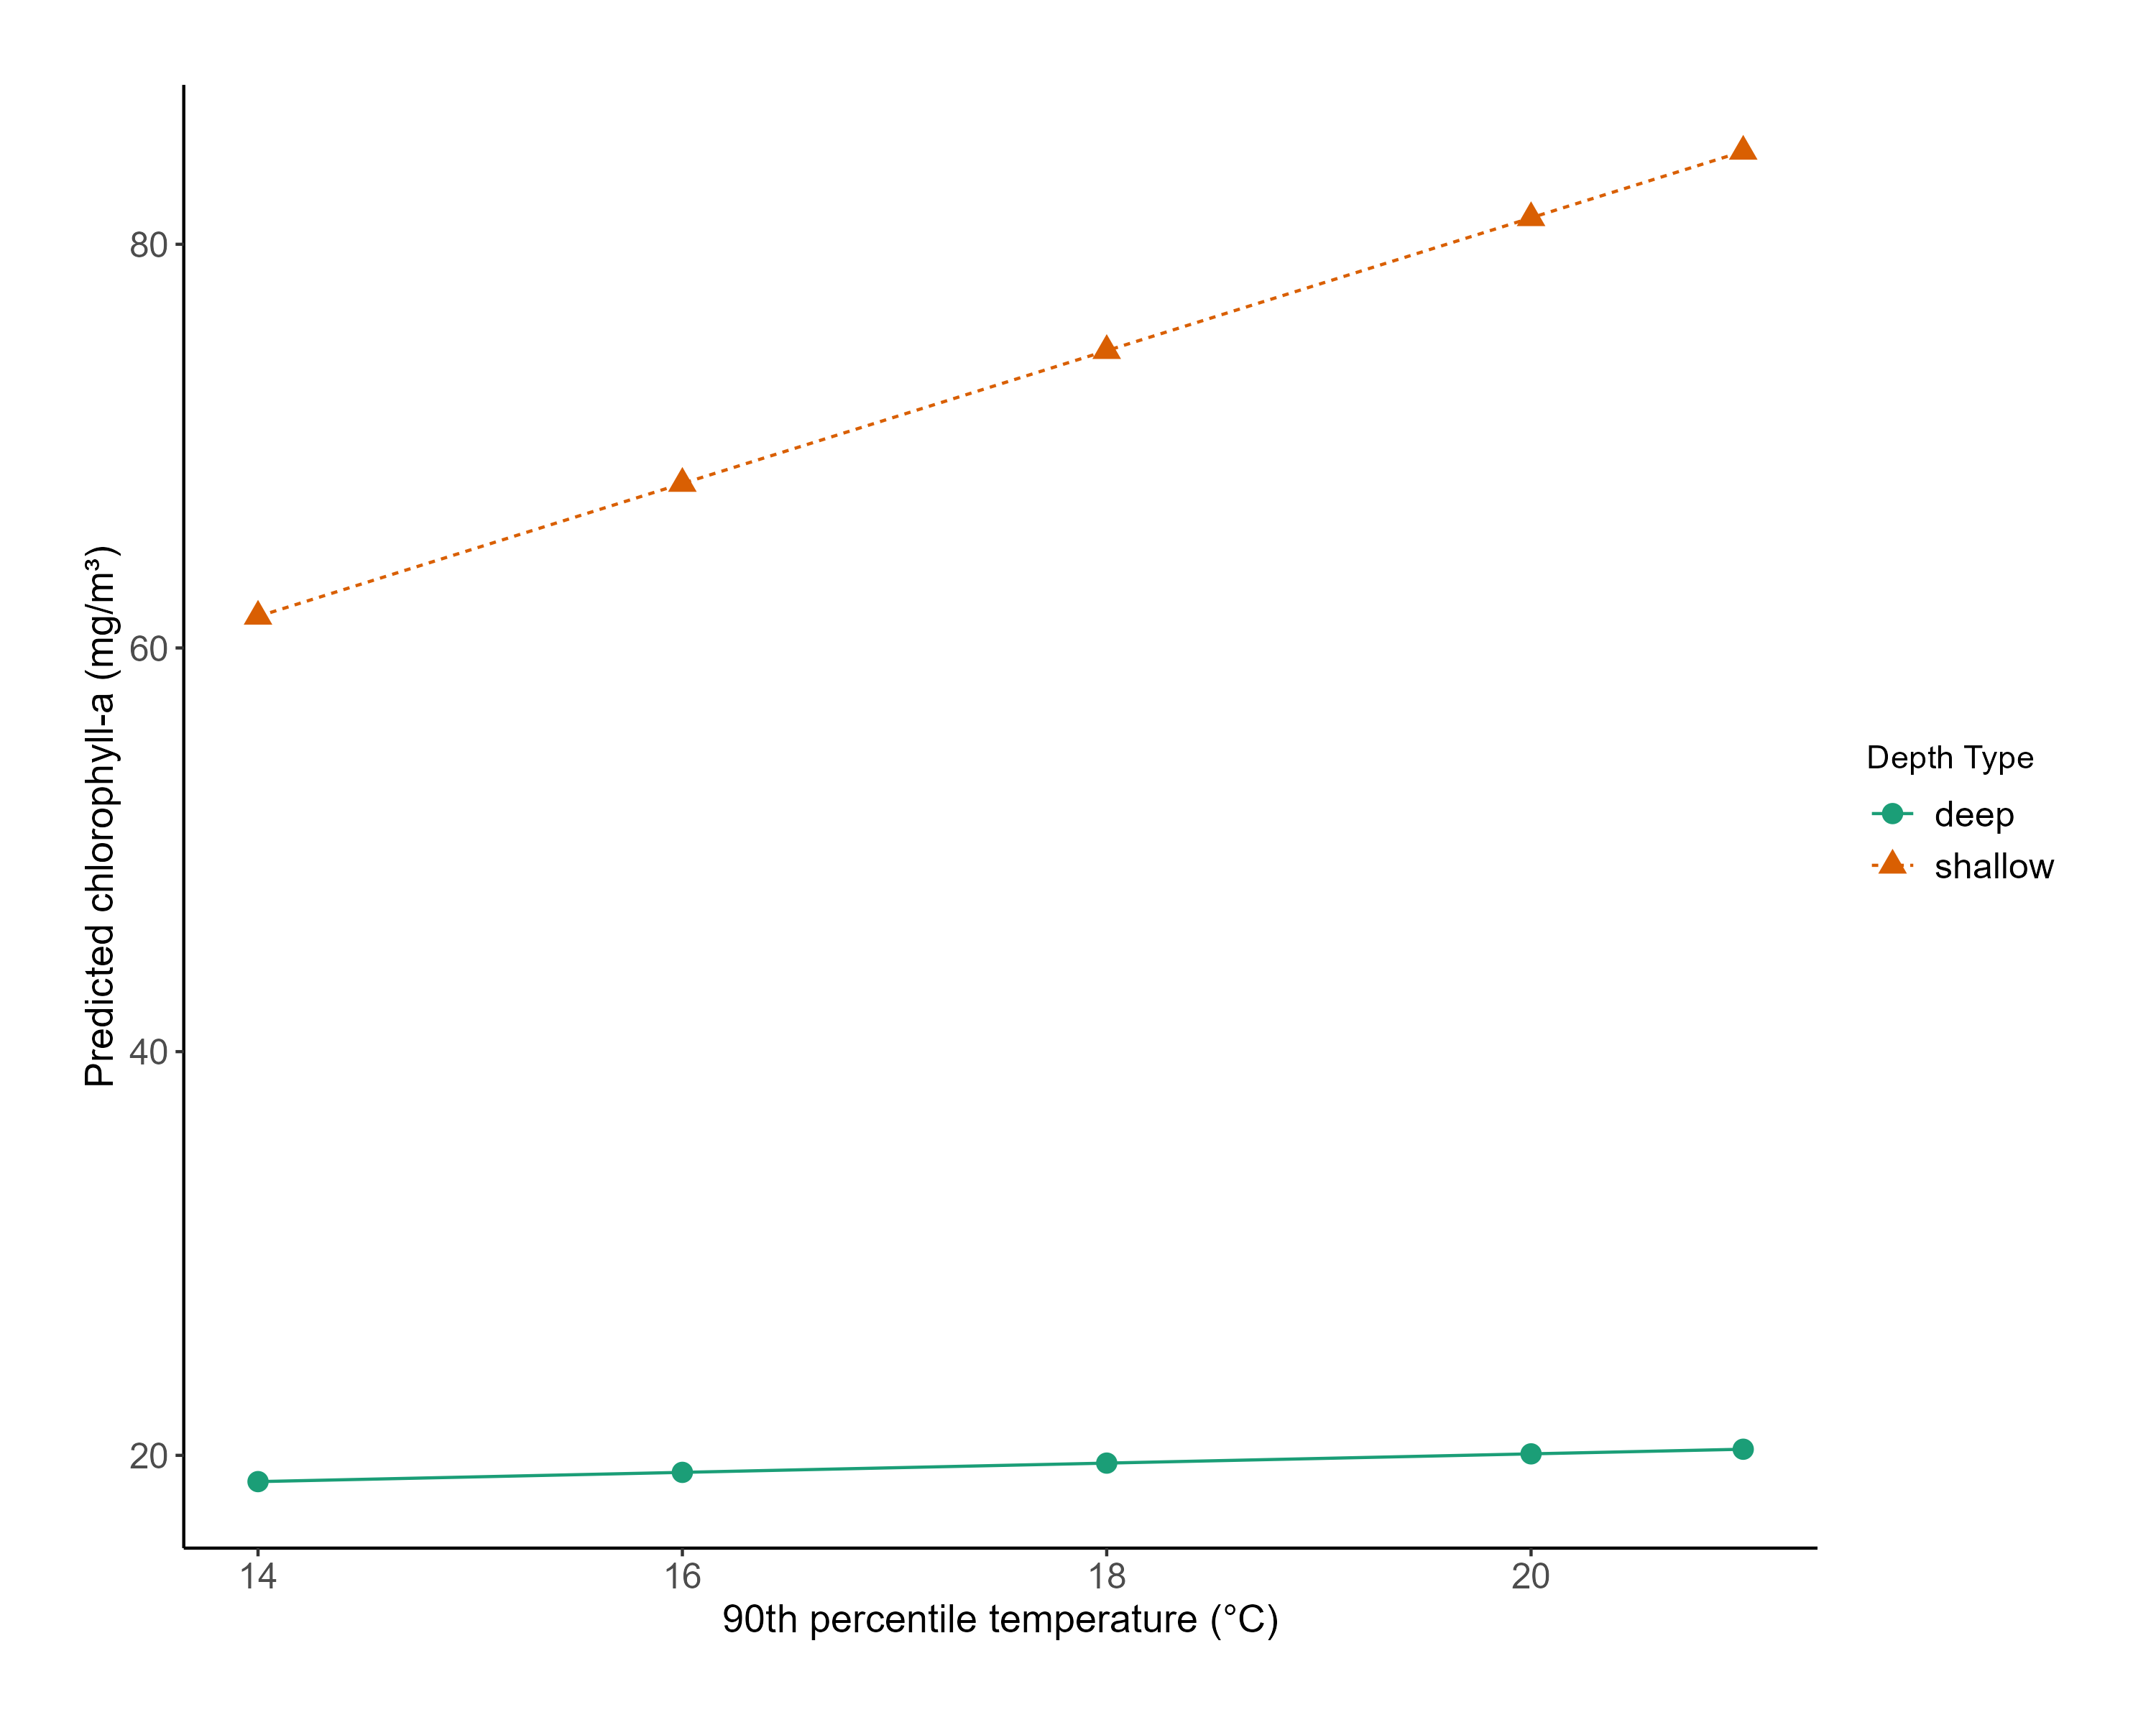 Predicted chlorophyll-a (mg/m³)
80
60
40
20
14
16
18
20
90th percentile temperature (°C)
Depth Type
deep
shallow